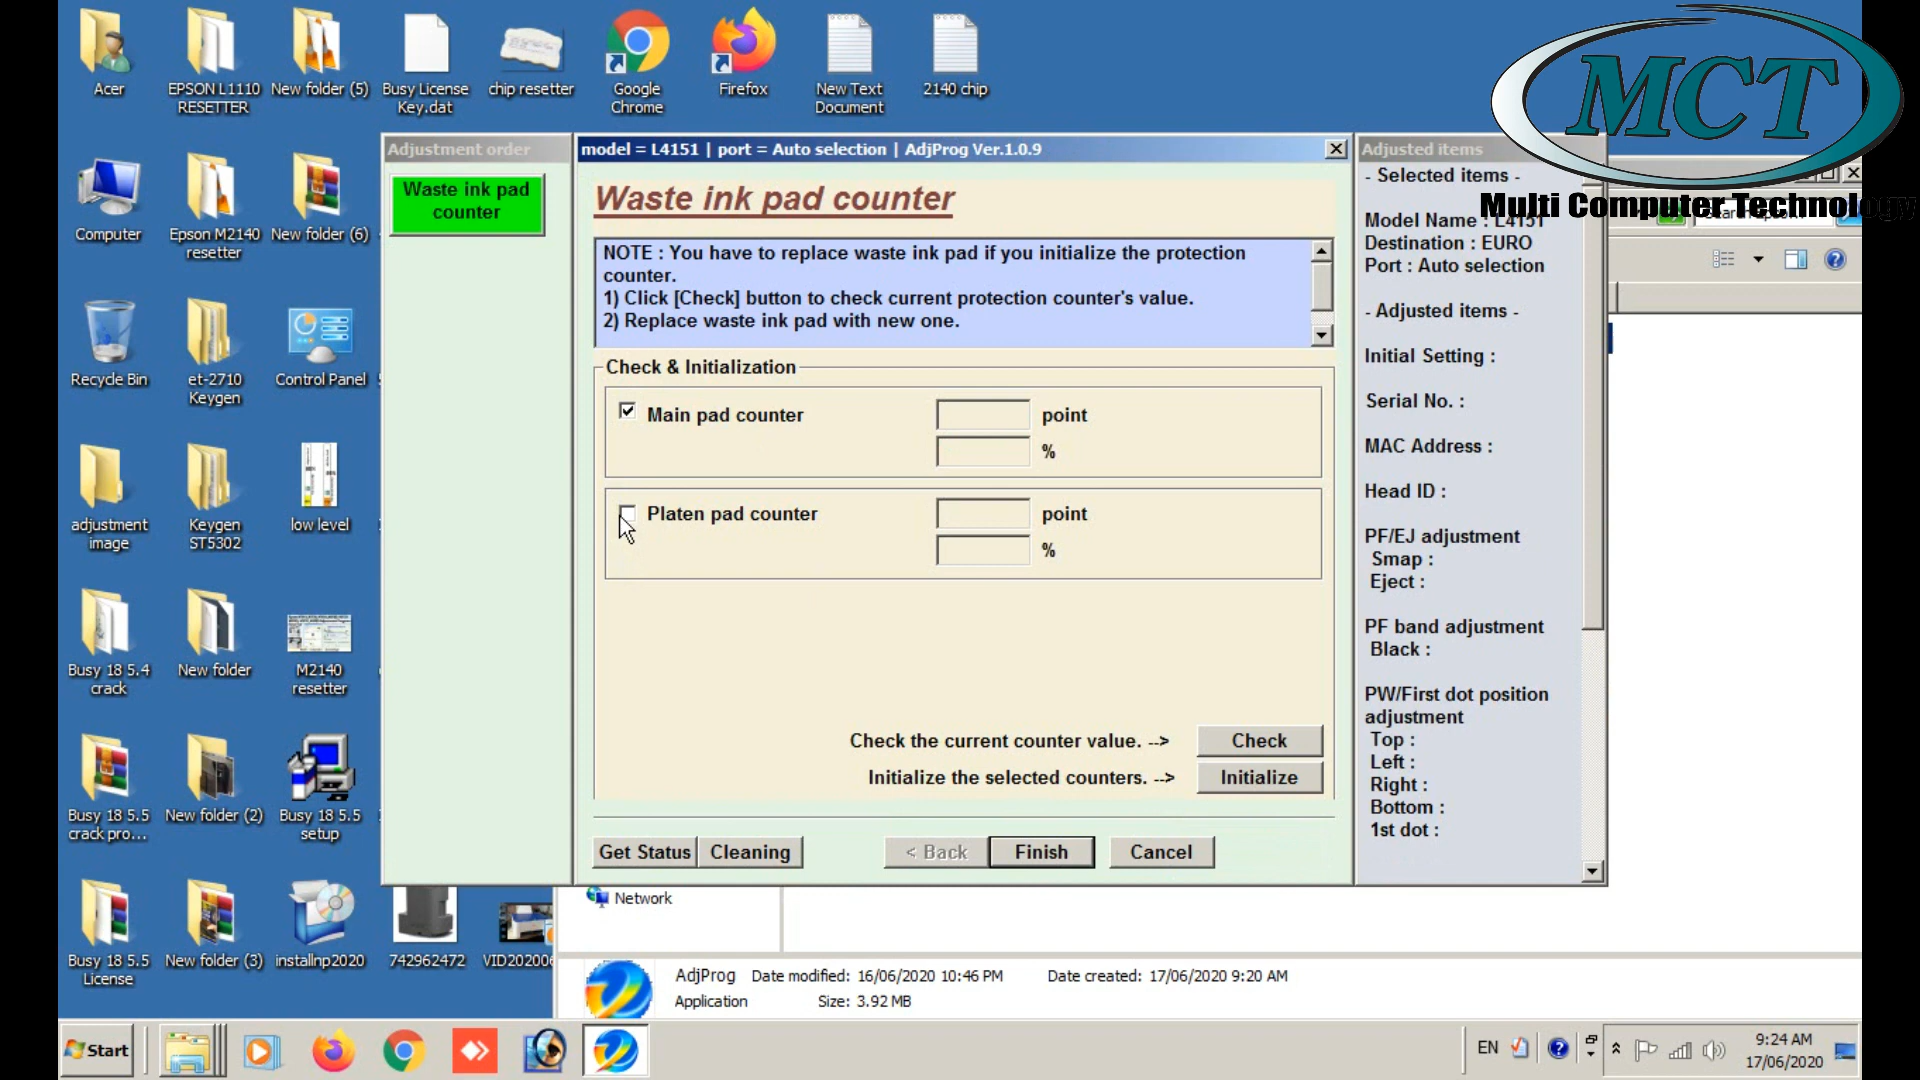 Acer
EPSON L1110
RESETTER
New folder (5)
Busy License
Key.dat
chip resetter
Google
Chrome
Firefox
New Text
Document
2140 chip
MCT
Multi Computer Technology
Computer
Epson M2140
resetter
New folder (6)
Recycle Bin
et-2710
Keygen
Control Panel
adjustment
image
Keygen
ST5302
low level
Busy 18 5.4
crack
New folder
M2140
resetter
Busy 18 5.5
crack pro...
New folder (2)
Busy 18 5.5
setup
Busy 18 5.5
License
New folder (3)
installnp2020
742962472
VID202006
Adjustment order
Waste ink pad
counter
model = L4151 | port = Auto selection | AdjProg Ver.1.0.9
Waste ink pad counter
NOTE : You have to replace waste ink pad if you initialize the protection
counter.
1) Click [Check] button to check current protection counter's value.
2) Replace waste ink pad with new one.
Check & Initialization
Main pad counter
point
%
Platen pad counter
point
%
Check the current counter value. -->
Check
Initialize the selected counters. -->
Initialize
Get Status
Cleaning
< Back
Finish
Cancel
Adjusted items
- Selected items -
Model Name : L4151
Destination : EURO
Port : Auto selection
- Adjusted items -
Initial Setting :
Serial No. :
MAC Address :
Head ID :
PF/EJ adjustment
Smap :
Eject :
PF band adjustment
Black :
PW/First dot position
adjustment
Top :
Left :
Right :
Bottom :
1st dot :
Network
AdjProg
Date modified: 16/06/2020 10:46 PM
Date created: 17/06/2020 9:20 AM
Application
Size: 3.92 MB
Start
EN
9:24 AM
17/06/2020